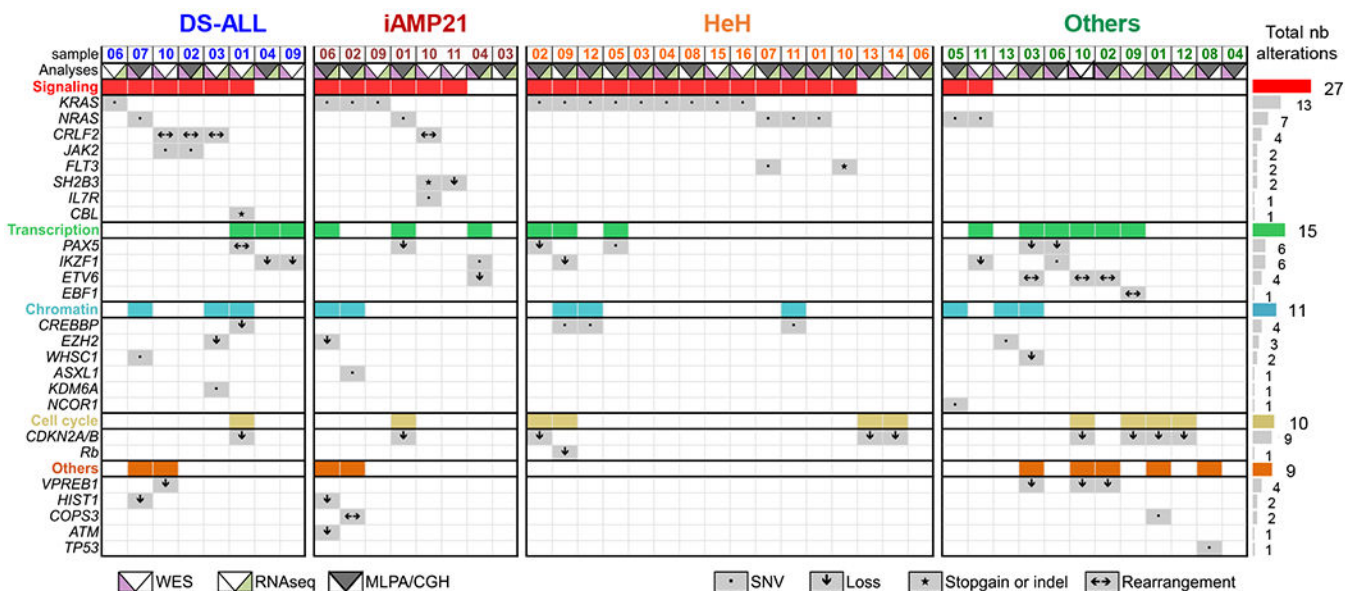 DS-ALL iAMP21 HeH Others
Total nb alterations
sample 06 07 10 02 03 01 04 09 06 02 09 01 10 11 04 03 02 09 12 05 03 04 08 15 16 07 11 01 10 13 14 06 05 11 13 03 06 10 02 09 01 12 08 04
Analyses
Signaling 27
KRAS 13
NRAS 7
CRLF2 4
JAK2 2
FLT3 2
SH2B3 2
IL7R 1
CBL 1
Transcription 15
PAX5 6
IKZF1 6
ETV6 4
EBF1 1
Chromatin 11
CREBBP 4
EZH2 3
WHSC1 2
ASXL1 1
KDM6A 1
NCOR1 1
Cell cycle 10
CDKN2A/B 9
Rb 1
Others 9
VPREB1 4
HIST1 2
COPS3 2
ATM 1
TP53 1
WES RNAseq MLPA/CGH SNV Loss Stopgain or indel Rearrangement